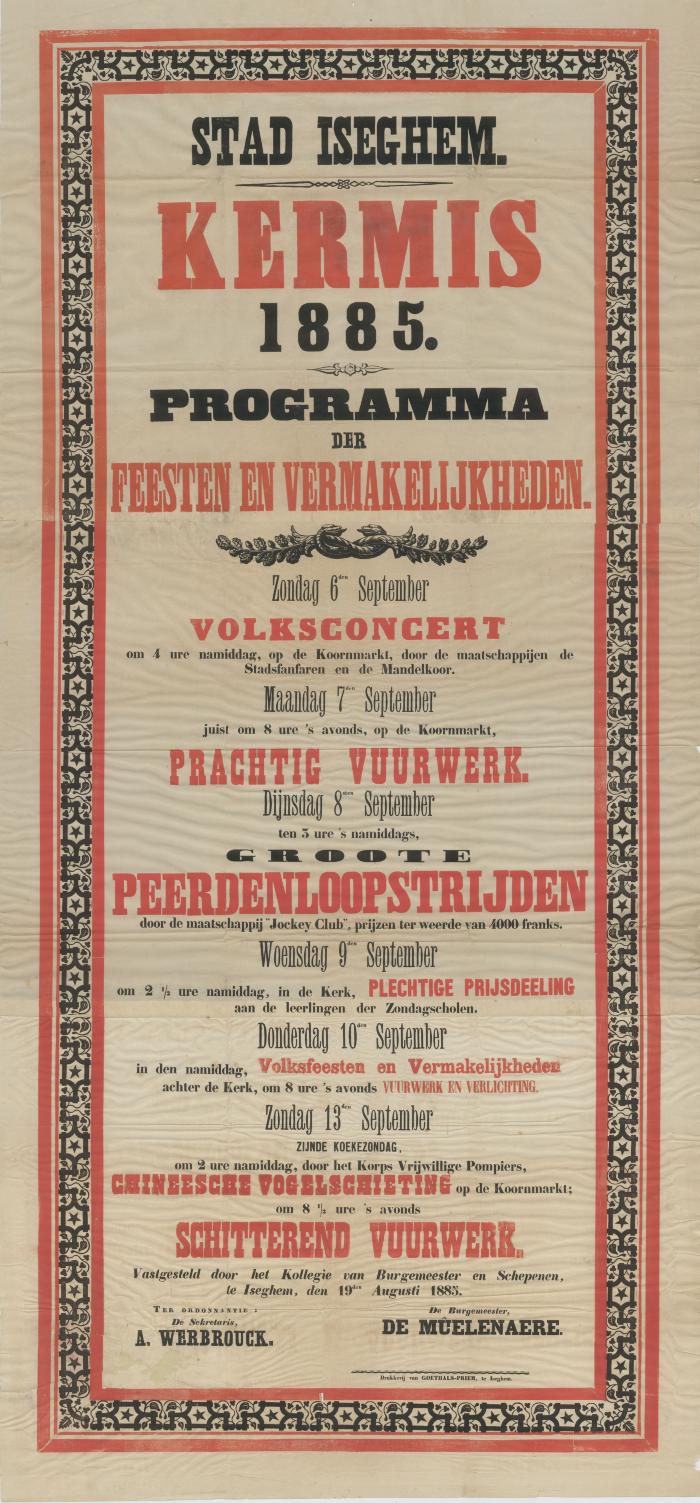 STAD ISEGHEM.
KERMIS
1885.
PROGRAMMA
DER
FEESTEN EN VERMAKELIJKHEDEN.
Zondag 6den September
VOLKSCONCERT
om 4 ure namiddag, op de Koornmarkt, door de maatschappijen de
Stadsfanfaren en de Mandelkoor.
Maandag 7den September
juist om 8 ure 's avonds, op de Koornmarkt,
PRACHTIG VUURWERK.
Dijnsdag 8sten September
ten 3 ure 's namiddags,
GROOTE
PEERDENLOOPSTRIJDEN
door de maatschappij "Jockey Club", prijzen ter weerde van 4000 franks.
Woensdag 9den September
om 2 1/2 ure namiddag, in de Kerk, PLECHTIGE PRIJSDEELING
aan de leerlingen der Zondagscholen.
Donderdag 10den September
in den namiddag, Volksfeesten en Vermakelijkheden
achter de Kerk, om 8 ure 's avonds VUURWERK EN VERLICHTING.
Zondag 13den September
ZIJNDE KOEKEZONDAG,
om 2 ure namiddag, door het Korps Vrijwillige Pompiers,
CHINEESCHE VOGELSCHIETING op de Koornmarkt;
om 8 1/2 ure 's avonds
SCHITTEREND VUURWERK.
Vastgesteld door het Kollegie van Burgemeester en Schepenen,
te Iseghem, den 19den Augusti 1885.
TER ORDONNANTIE :
De Sekretaris,
A. WERBROUCK.
De Burgemeester,
DE MÛELENAERE.
Drukkerij van GOETHALS-PRIEM, te Iseghem.